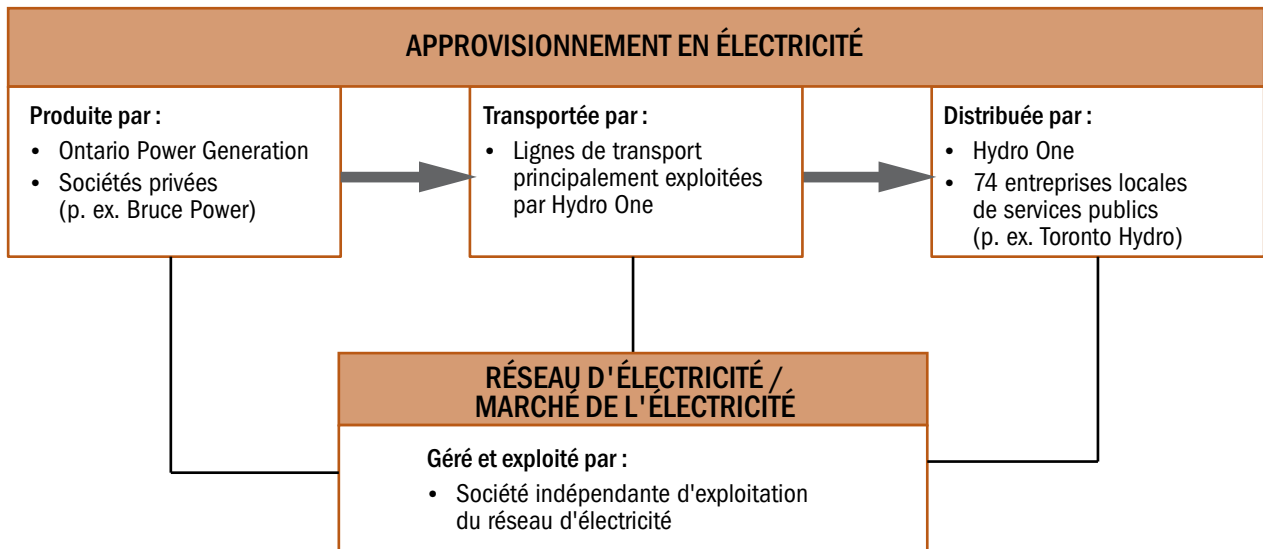 APPROVISIONNEMENT EN ÉLECTRICITÉ
Produite par :
• Ontario Power Generation
• Sociétés privées
(p. ex. Bruce Power)
Transportée par :
• Lignes de transport
principalement exploitées
par Hydro One
Distribuée par :
• Hydro One
• 74 entreprises locales
de services publics
(p. ex. Toronto Hydro)
RÉSEAU D'ÉLECTRICITÉ /
MARCHÉ DE L'ÉLECTRICITÉ
Géré et exploité par :
• Société indépendante d'exploitation
du réseau d'électricité